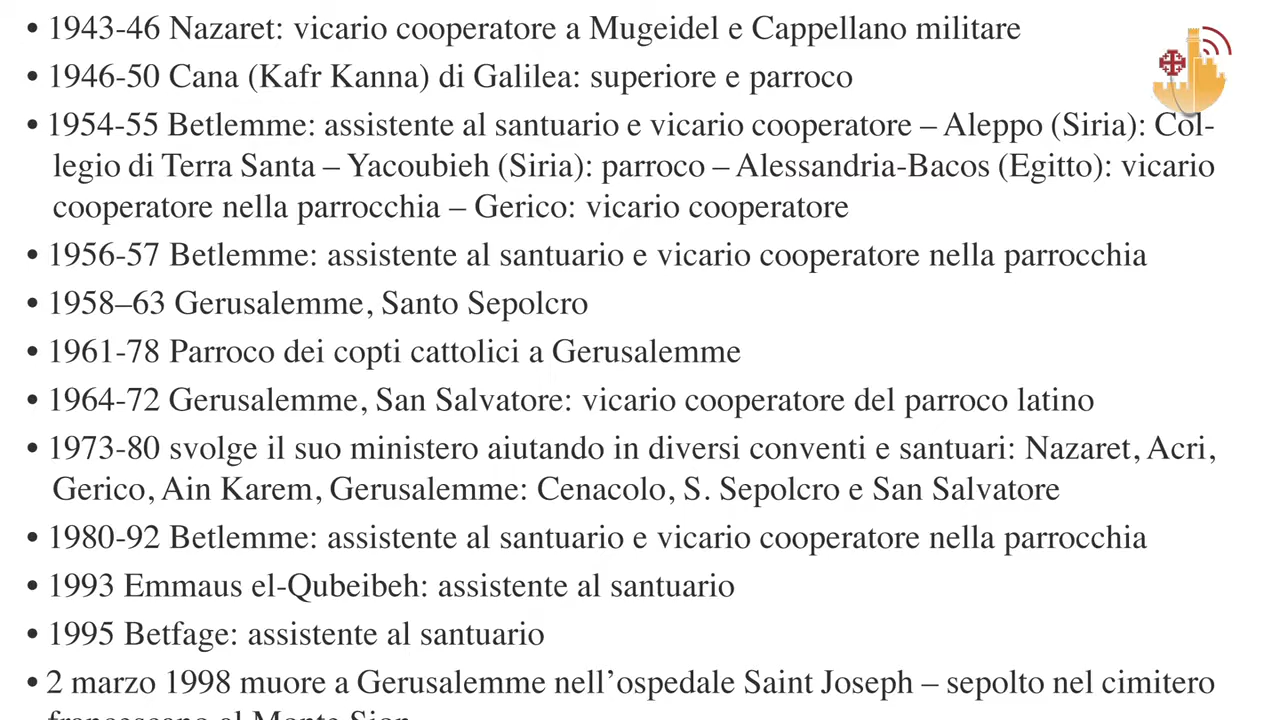 • 1943-46 Nazaret: vicario cooperatore a Mugeidel e Cappellano militare
• 1946-50 Cana (Kafr Kanna) di Galilea: superiore e parroco
• 1954-55 Betlemme: assistente al santuario e vicario cooperatore – Aleppo (Siria): Col-
legio di Terra Santa – Yacoubieh (Siria): parroco – Alessandria-Bacos (Egitto): vicario
cooperatore nella parrocchia – Gerico: vicario cooperatore
• 1956-57 Betlemme: assistente al santuario e vicario cooperatore nella parrocchia
• 1958–63 Gerusalemme, Santo Sepolcro
• 1961-78 Parroco dei copti cattolici a Gerusalemme
• 1964-72 Gerusalemme, San Salvatore: vicario cooperatore del parroco latino
• 1973-80 svolge il suo ministero aiutando in diversi conventi e santuari: Nazaret, Acri,
Gerico, Ain Karem, Gerusalemme: Cenacolo, S. Sepolcro e San Salvatore
• 1980-92 Betlemme: assistente al santuario e vicario cooperatore nella parrocchia
• 1993 Emmaus el-Qubeibeh: assistente al santuario
• 1995 Betfage: assistente al santuario
• 2 marzo 1998 muore a Gerusalemme nell’ospedale Saint Joseph – sepolto nel cimitero
francescano al Monte Sion